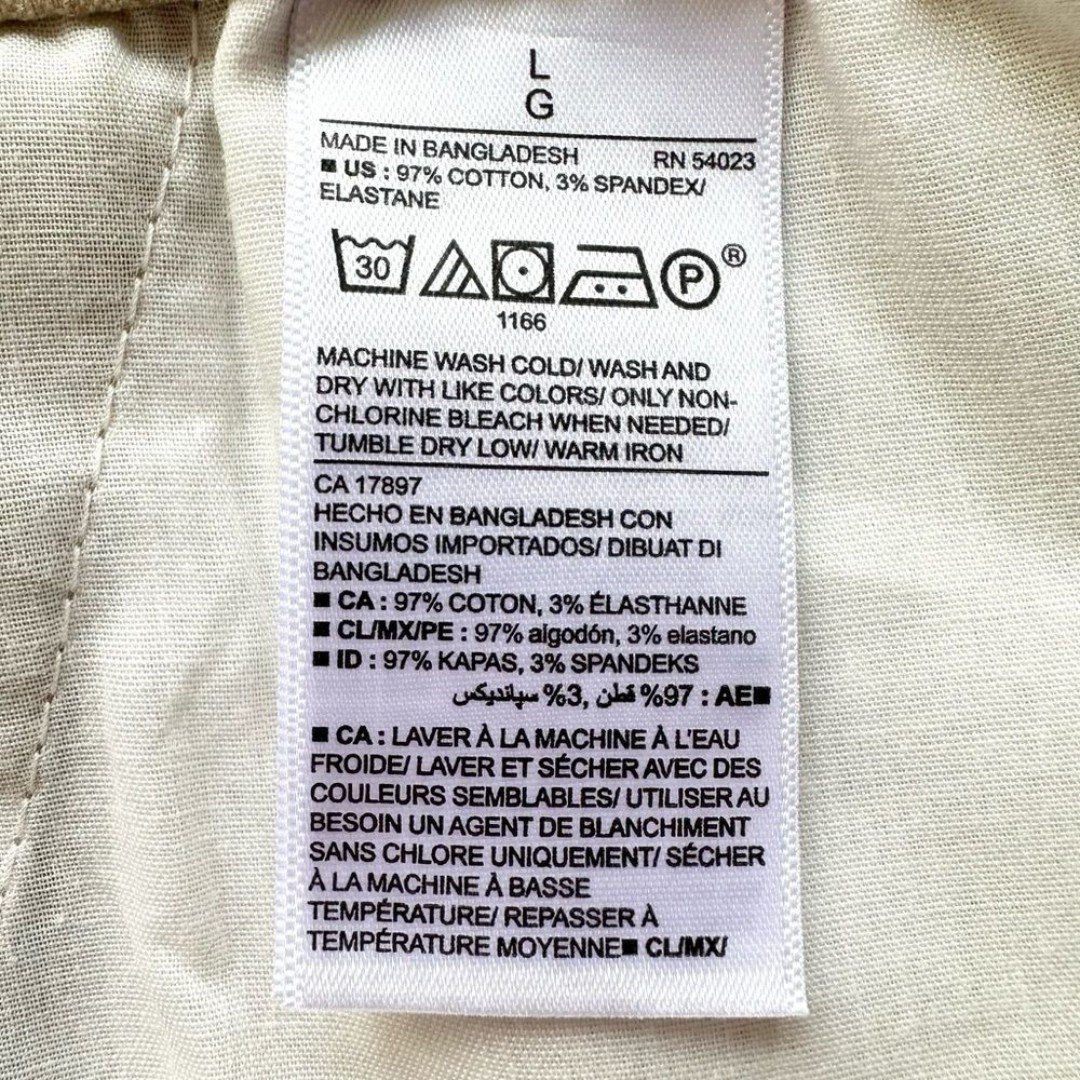 L
G
MADE IN BANGLADESH RN 54023
■ US : 97% COTTON, 3% SPANDEX/
ELASTANE
30 P ®
1166
MACHINE WASH COLD/ WASH AND
DRY WITH LIKE COLORS/ ONLY NON-
CHLORINE BLEACH WHEN NEEDED/
TUMBLE DRY LOW/ WARM IRON
CA 17897
HECHO EN BANGLADESH CON
INSUMOS IMPORTADOS/ DIBUAT DI
BANGLADESH
■ CA : 97% COTON, 3% ÉLASTHANNE
■ CL/MX/PE : 97% algodón, 3% elastano
■ ID : 97% KAPAS, 3% SPANDEKS
■AE : 97% قطن, 3% سپاندیکس
■ CA : LAVER À LA MACHINE À L'EAU
FROIDE/ LAVER ET SÉCHER AVEC DES
COULEURS SEMBLABLES/ UTILISER AU
BESOIN UN AGENT DE BLANCHIMENT
SANS CHLORE UNIQUEMENT/ SÉCHER
À LA MACHINE À BASSE
TEMPÉRATURE/ REPASSER À
TEMPÉRATURE MOYENNE■ CL/MX/